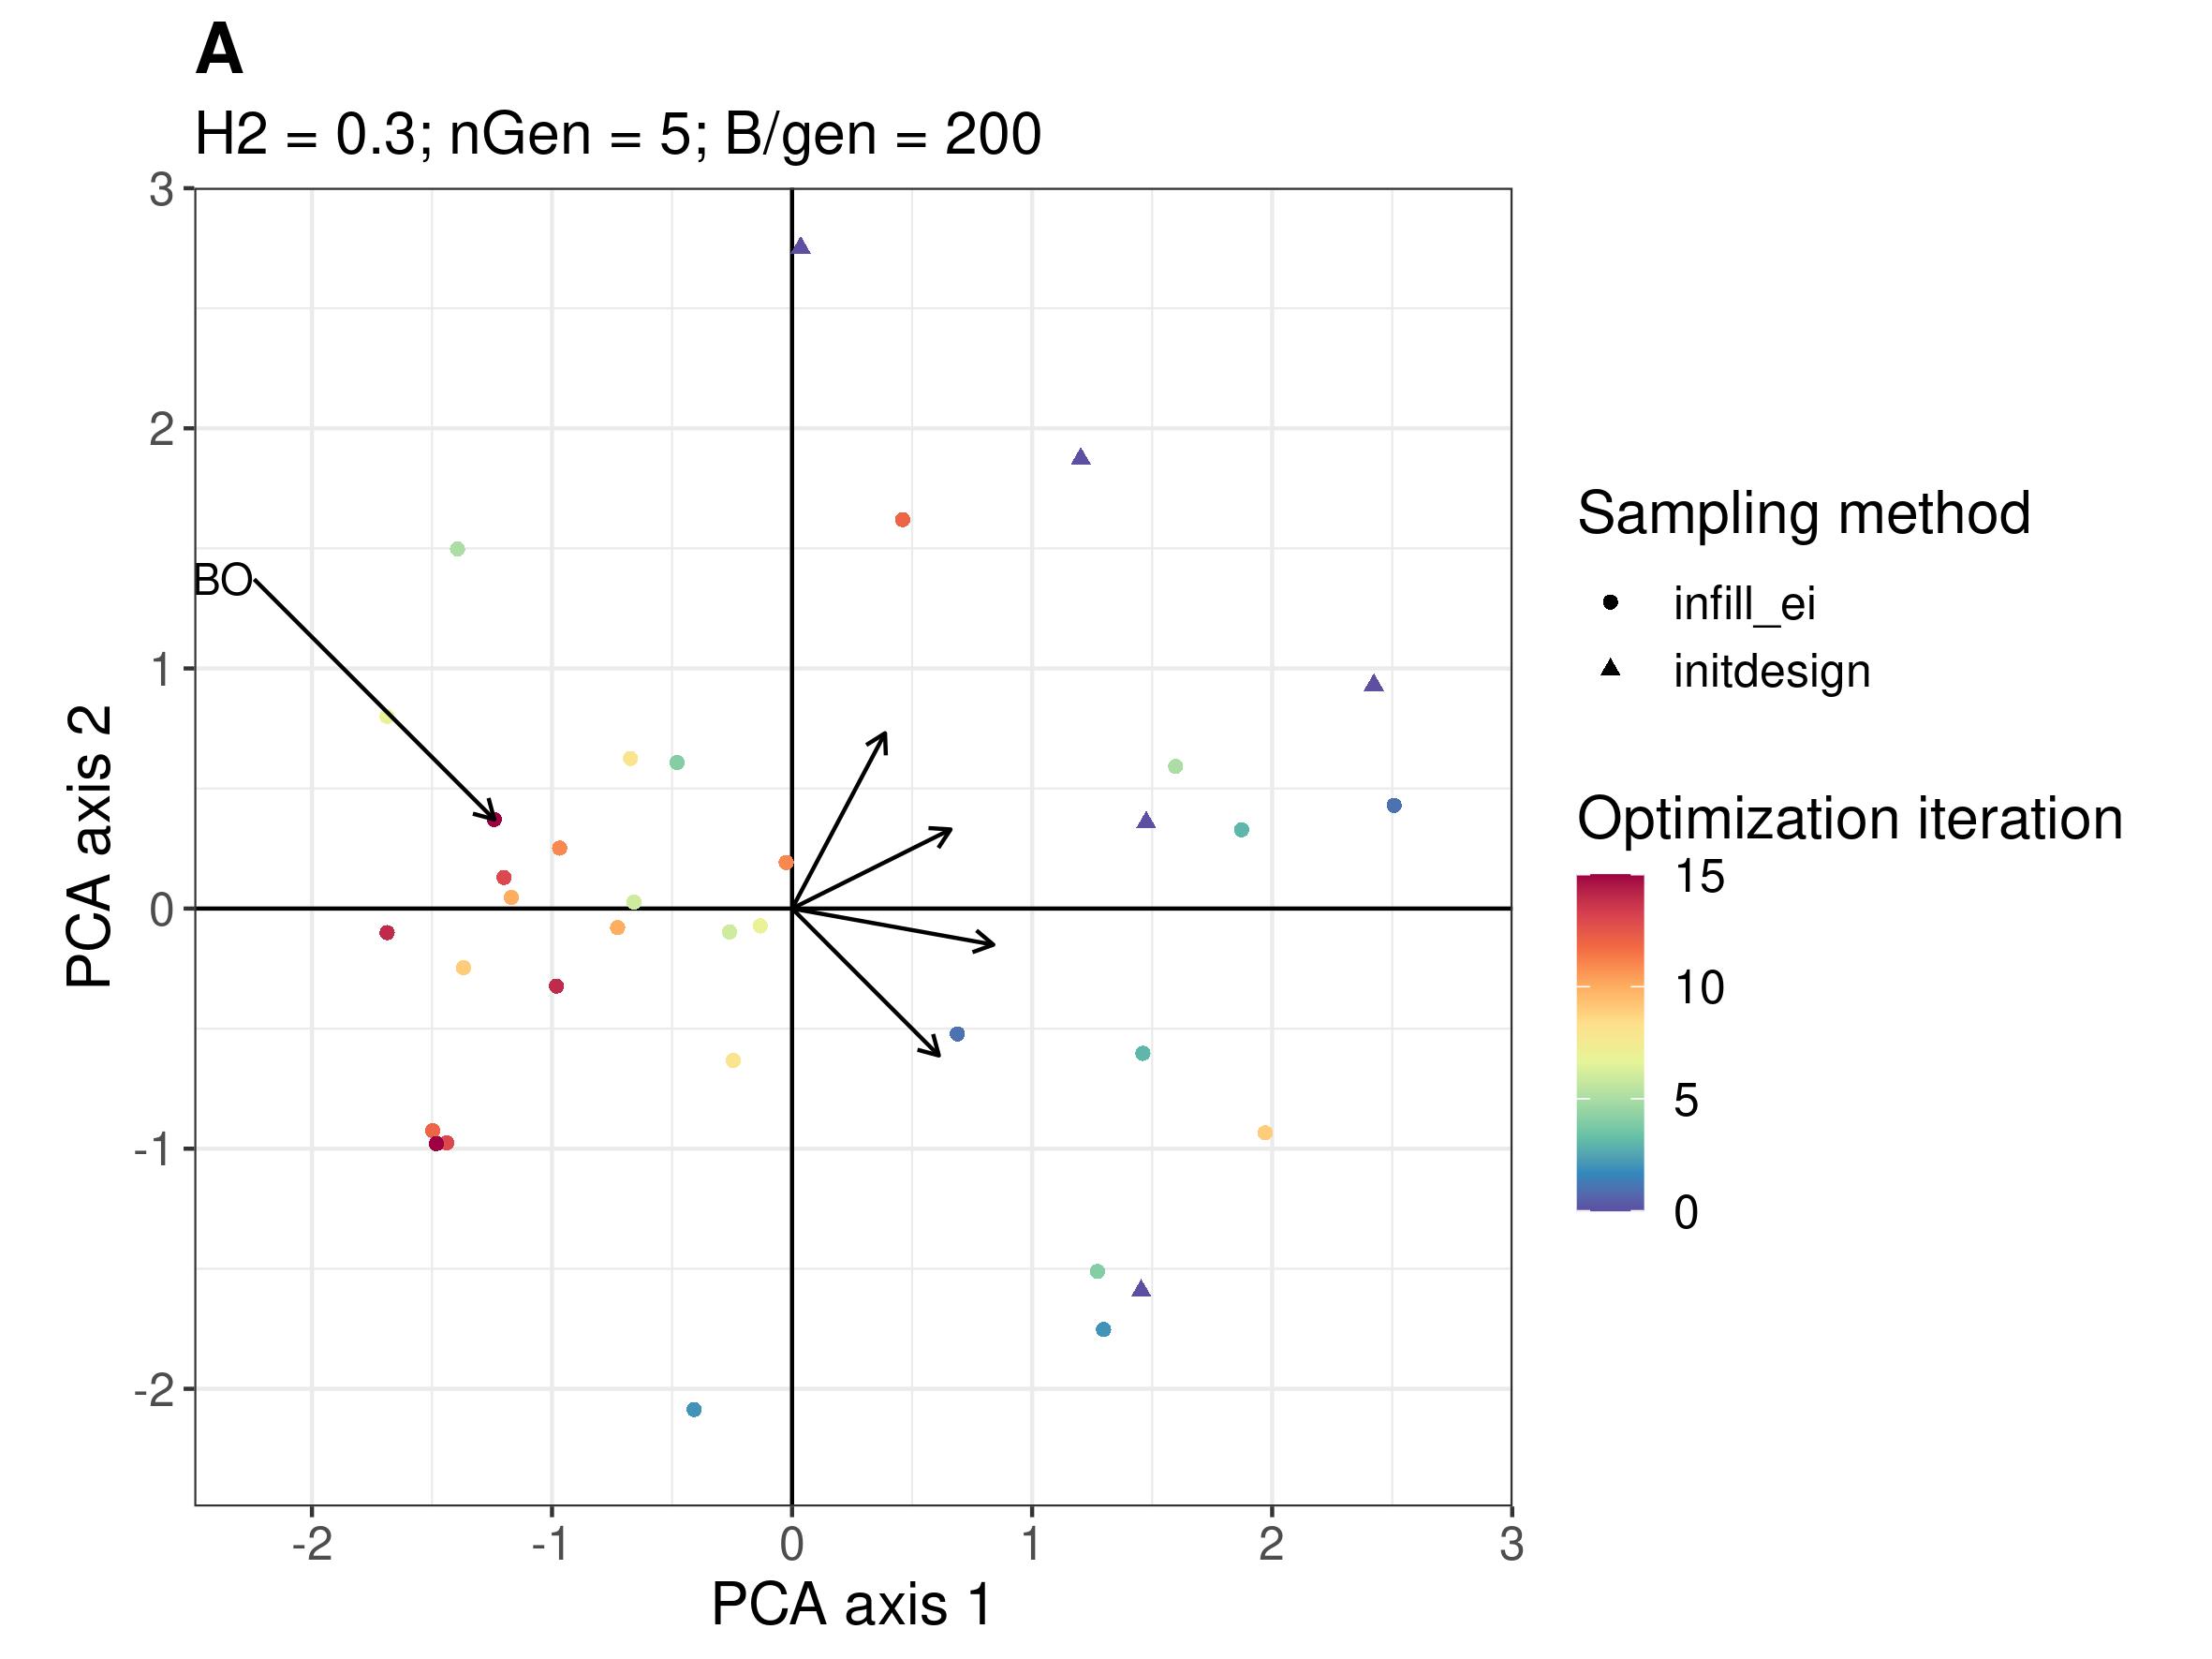 A
H2 = 0.3; nGen = 5; B/gen = 200
3
2
1
0
-1
-2
BO
-2
-1
0
1
2
3
PCA axis 1
PCA axis 2
Sampling method
infill_ei
initdesign
Optimization iteration
15
10
5
0